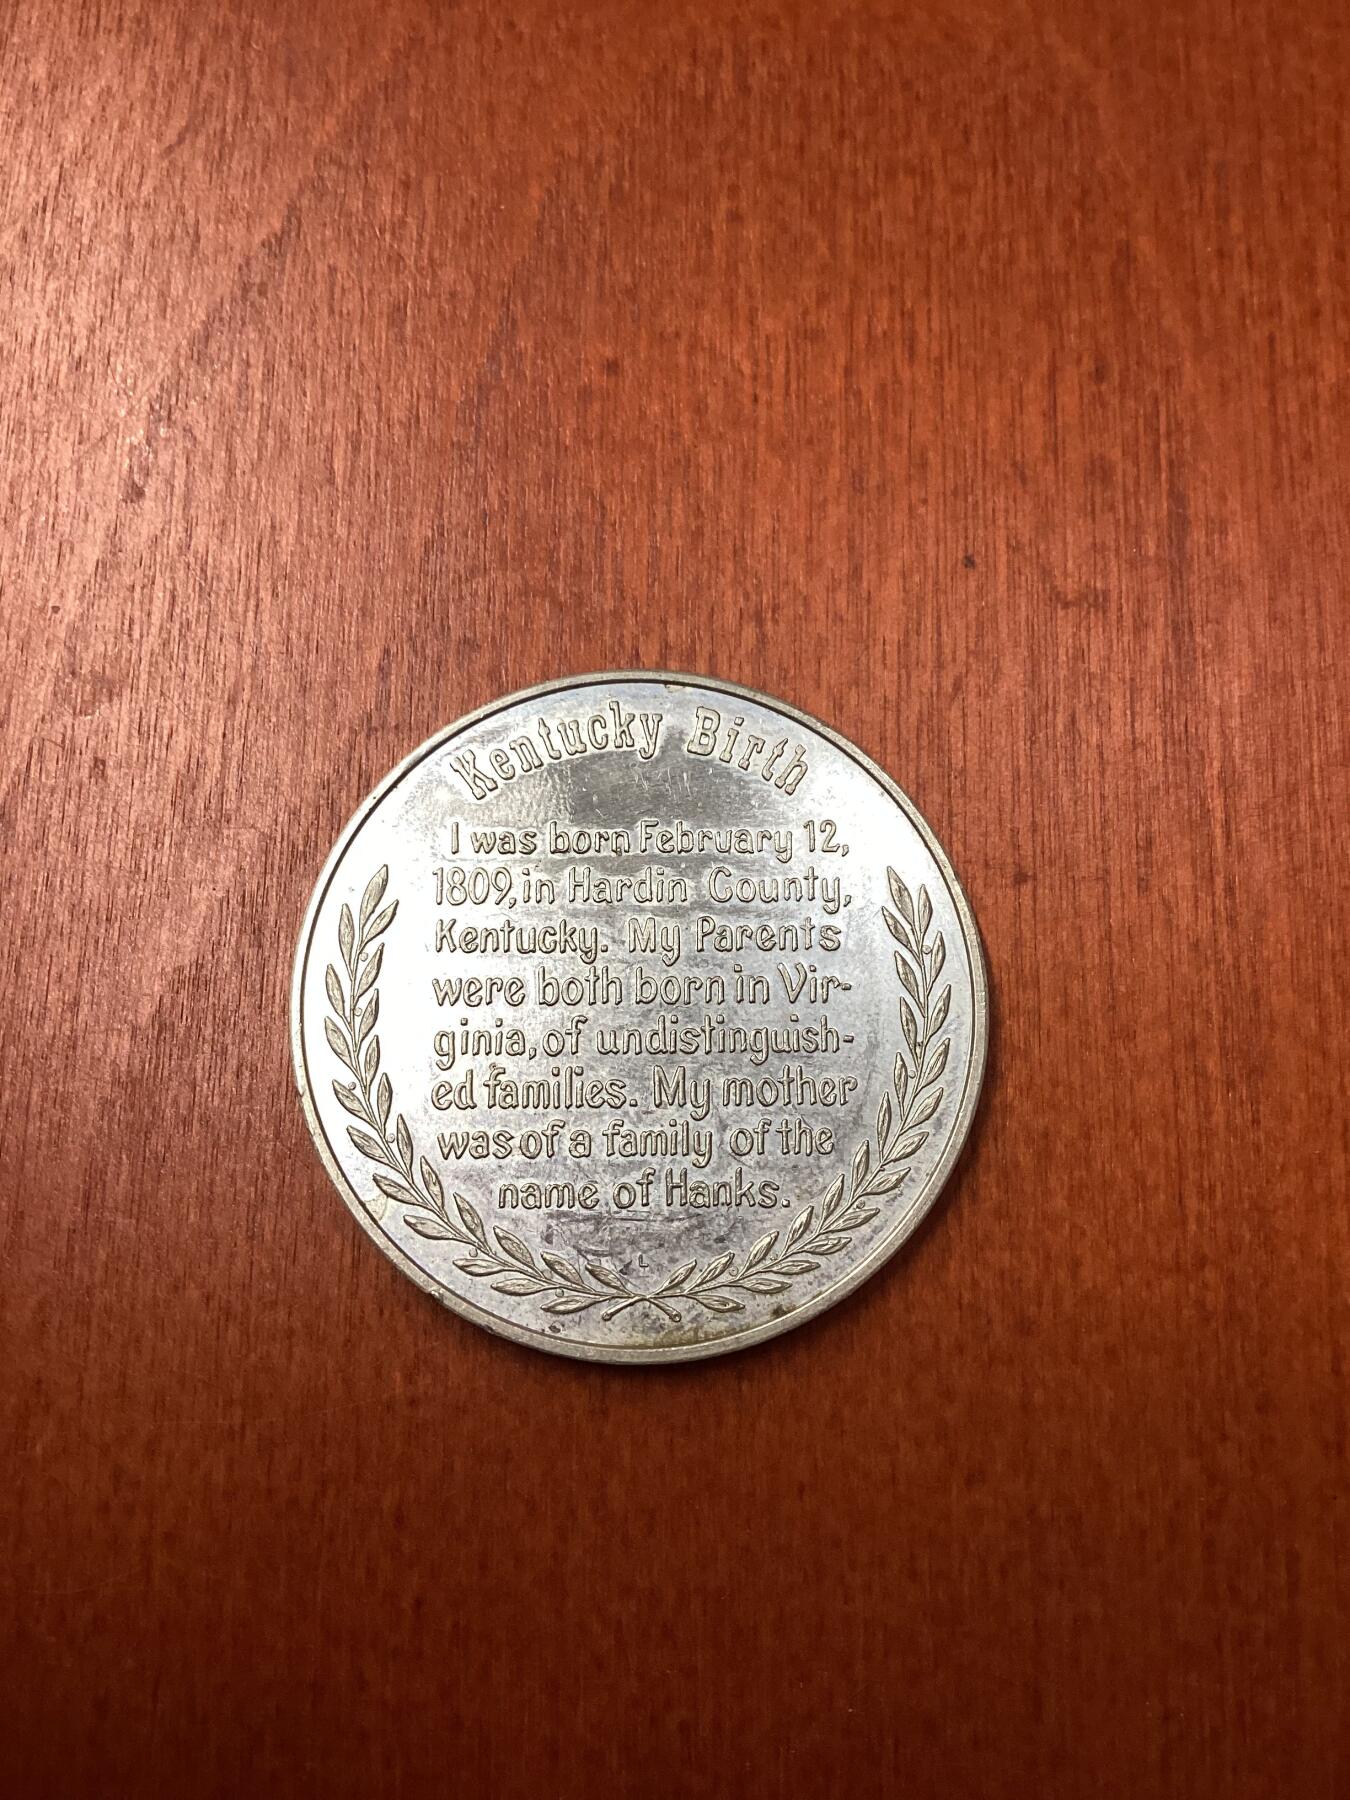 Kentucky Birth
I was born February 12,
1809, in Hardin County,
Kentucky. My Parents
were both born in Vir-
ginia, of undistinguish-
ed families. My mother
was of a family of the
name of Hanks.
L